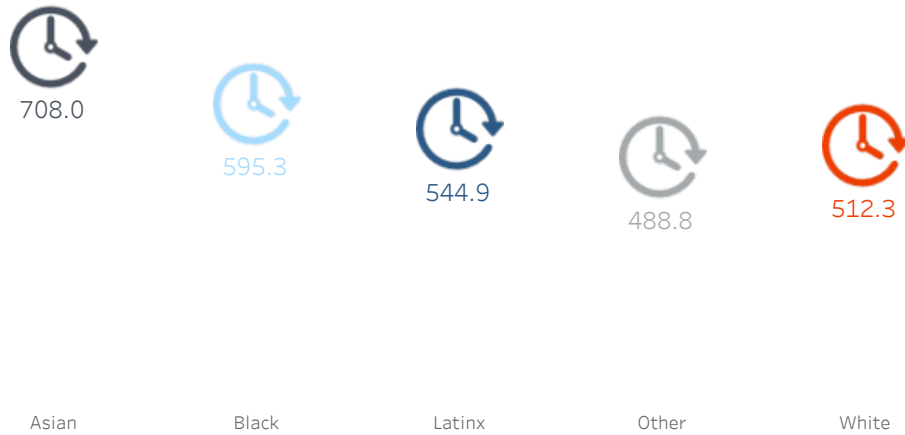 708.0
595.3
544.9
488.8
512.3
Asian
Black
Latinx
Other
White